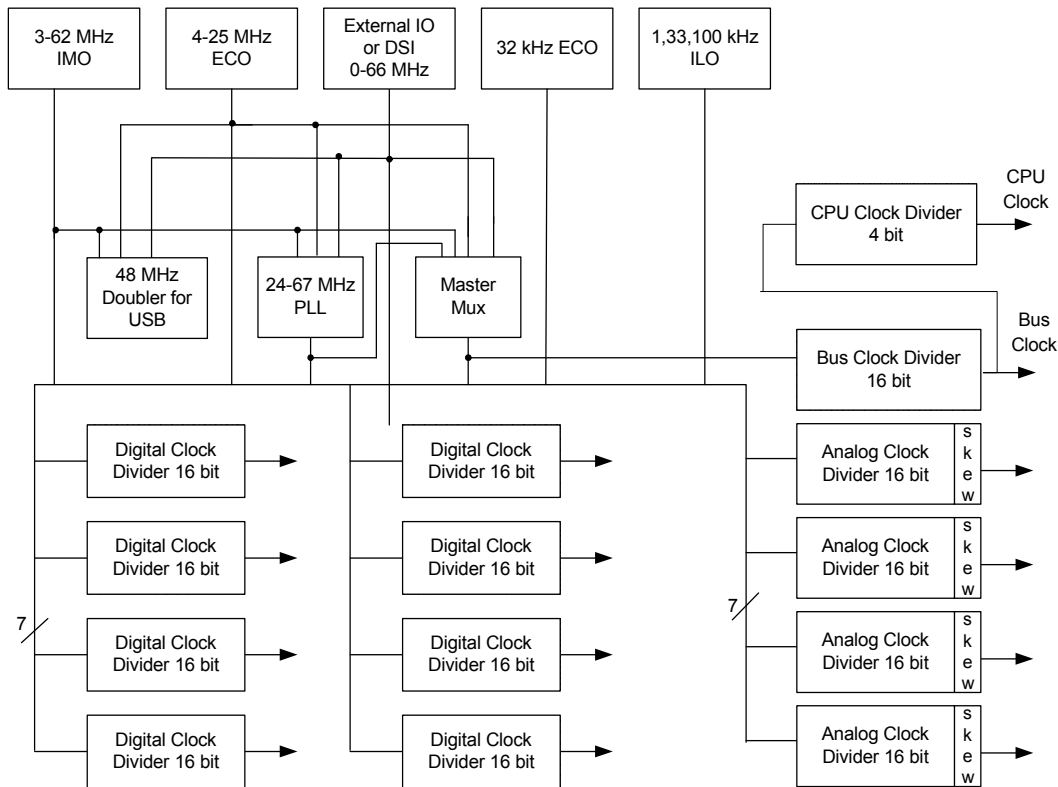 3-62 MHz
IMO
4-25 MHz
ECO
External IO
or DSI
0-66 MHz
32 kHz ECO
1,33,100 kHz
ILO
CPU
Clock
CPU Clock Divider
4 bit
48 MHz
Doubler for
USB
24-67 MHz
PLL
Master
Mux
Bus
Clock
Bus Clock Divider
16 bit
Digital Clock
Divider 16 bit
Digital Clock
Divider 16 bit
Analog Clock
Divider 16 bit
s
k
e
w
Digital Clock
Divider 16 bit
Digital Clock
Divider 16 bit
Analog Clock
Divider 16 bit
s
k
e
w
7
7
Digital Clock
Divider 16 bit
Digital Clock
Divider 16 bit
Analog Clock
Divider 16 bit
s
k
e
w
Digital Clock
Divider 16 bit
Digital Clock
Divider 16 bit
Analog Clock
Divider 16 bit
s
k
e
w